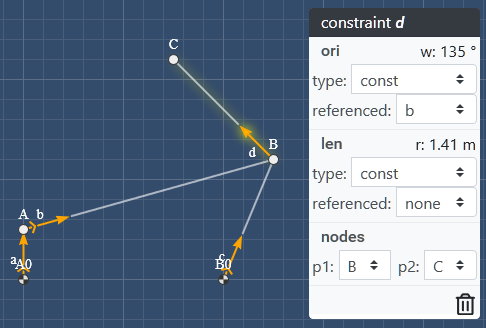 C
B
d
A
b
a
A0
c
B0
constraint d
ori w: 135 °
type: const
referenced: b
len r: 1.41 m
type: const
referenced: none
nodes
p1: B p2: C